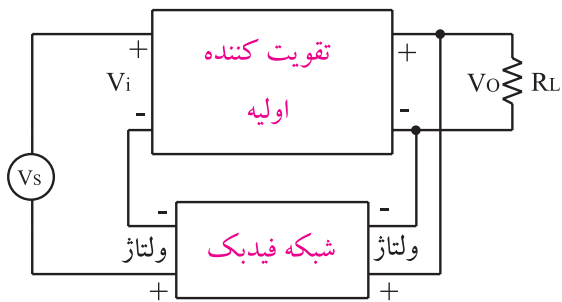 + تقویت کننده +
Vi VO RL
- اولیه -
VS
- -
ولتاژ شبکه فیدبک ولتاژ
+ +